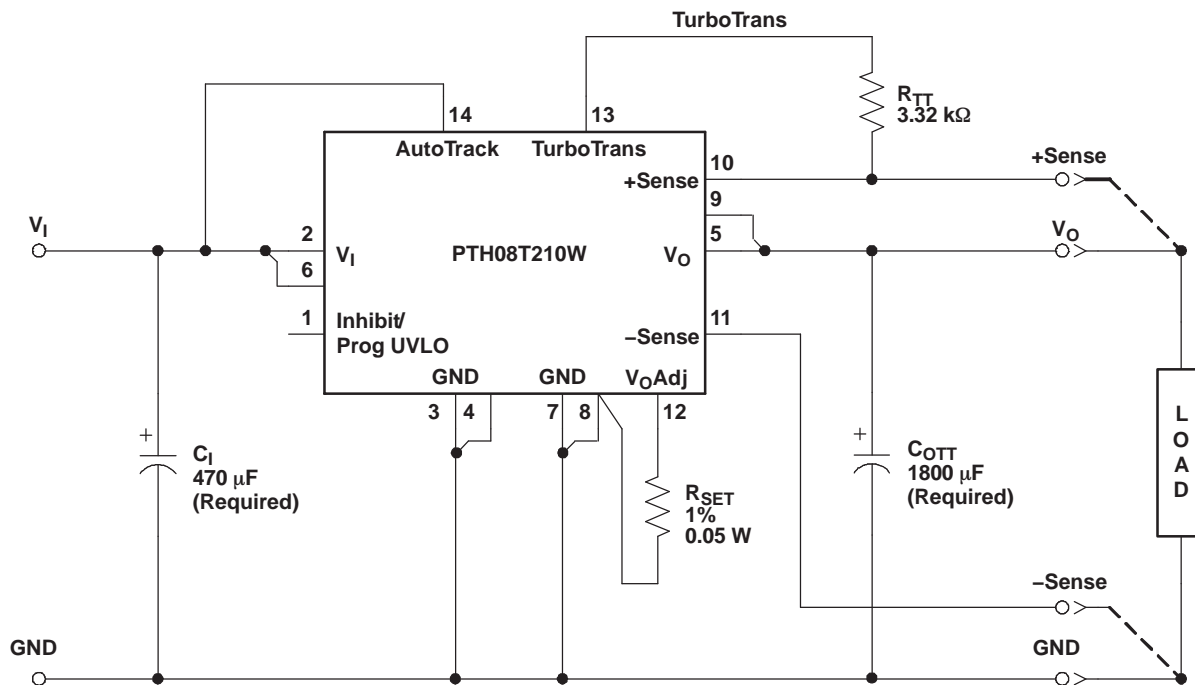 TurboTrans
R_TT
3.32 kΩ
14
13
AutoTrack
TurboTrans
10
+Sense
+Sense
9
V_I
2
V_I
PTH08T210W
5
V_O
V_O
6
1
Inhibit/
Prog UVLO
11
−Sense
GND
GND
V_OAdj
3
4
7
8
12
+
C_I
470 μF
(Required)
R_SET
1%
0.05 W
+
C_OTT
1800 μF
(Required)
L
O
A
D
−Sense
GND
GND